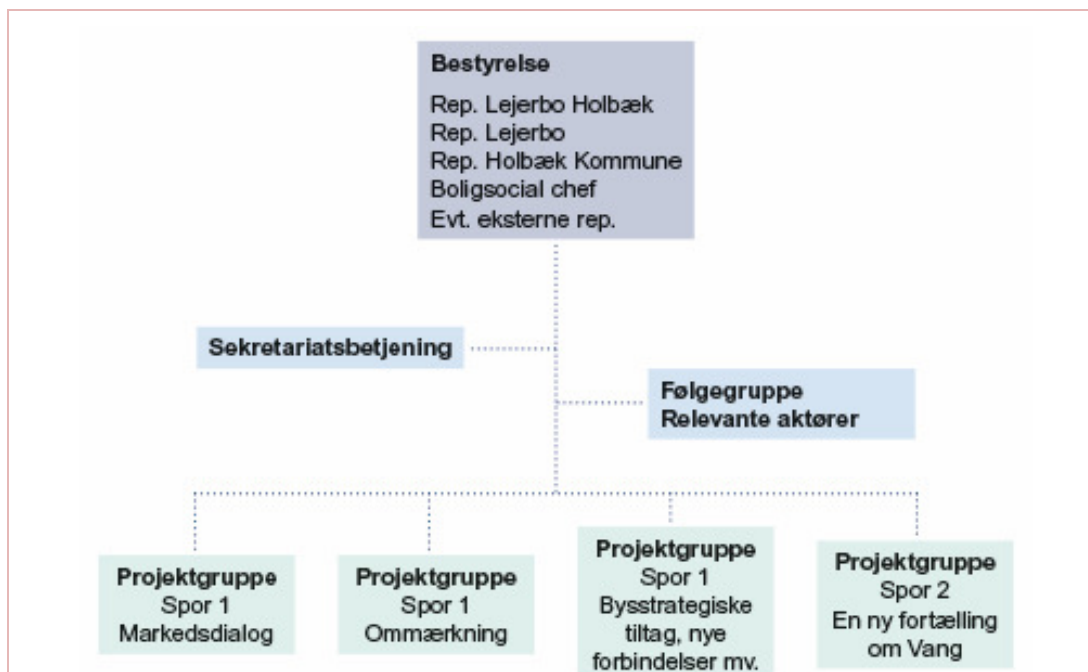 Bestyrelse
Rep. Lejerbo Holbæk
Rep. Lejerbo
Rep. Holbæk Kommune
Boligsocial chef
Evt. eksterne rep.
Sekretariatsbetjening
Følgegruppe
Relevante aktører
Projektgruppe
Spor 1
Markedsdialog
Projektgruppe
Spor 1
Ommærkning
Projektgruppe
Spor 1
Bysstrategiske
tiltag, nye
forbindelser mv.
Projektgruppe
Spor 2
En ny fortælling
om Vang